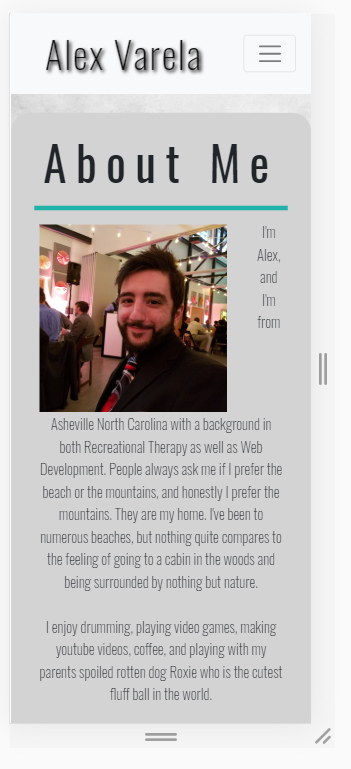 Alex Varela
About Me
I'm
Alex,
and
I'm
from
Asheville North Carolina with a background in
both Recreational Therapy as well as Web
Development. People always ask me if I prefer the
beach or the mountains, and honestly I prefer the
mountains. They are my home. I've been to
numerous beaches, but nothing quite compares to
the feeling of going to a cabin in the woods and
being surrounded by nothing but nature.
I enjoy drumming, playing video games, making
youtube videos, coffee, and playing with my
parents spoiled rotten dog Roxie who is the cutest
fluff ball in the world.